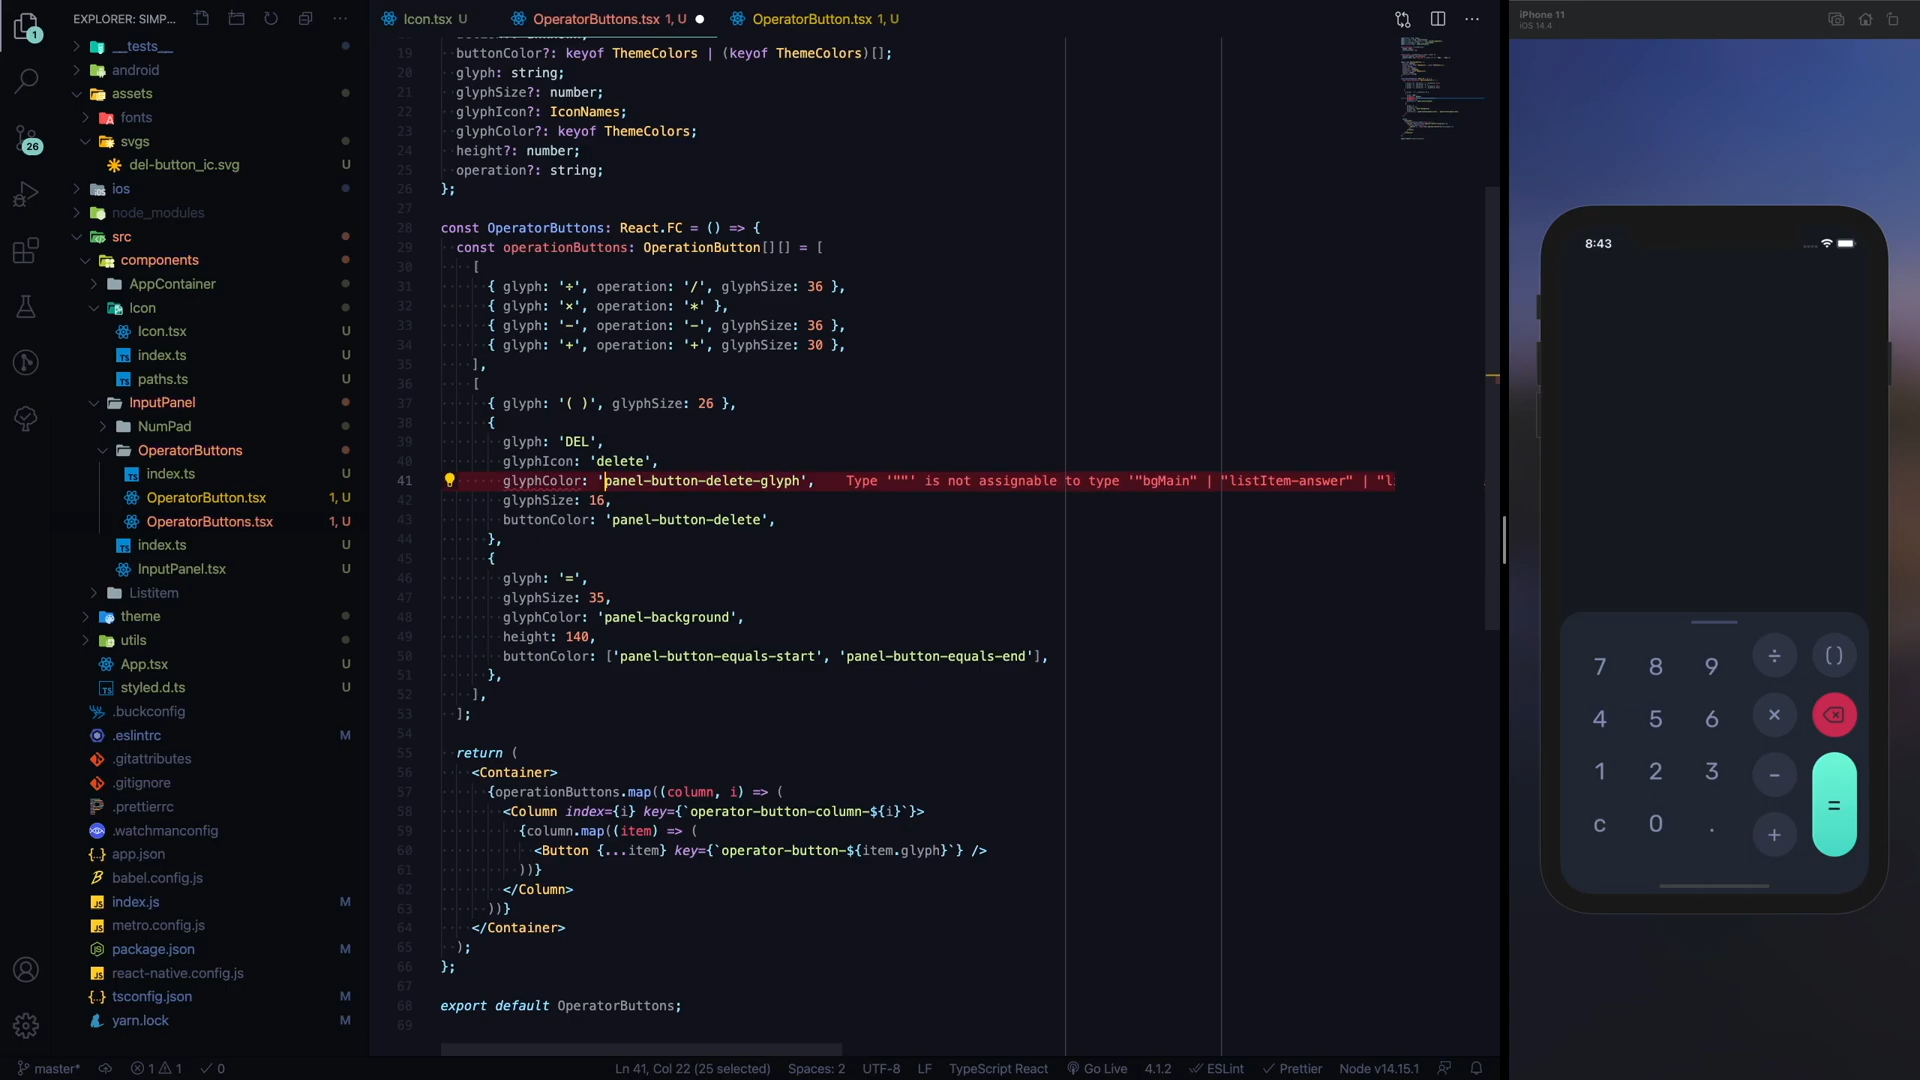 EXPLORER: SIMP...
__tests__
android
assets
fonts
svgs
del-button_ic.svg U
ios
node_modules
src
components
AppContainer
Icon
Icon.tsx U
index.ts U
paths.ts U
InputPanel
NumPad
OperatorButtons
index.ts U
OperatorButton.tsx 1, U
OperatorButtons.tsx 1, U
index.ts U
InputPanel.tsx U
Listitem
theme
utils
App.tsx U
styled.d.ts U
.buckconfig
.eslintrc M
.gitattributes
.gitignore
.prettierrc
.watchmanconfig
app.json
babel.config.js
index.js M
metro.config.js
package.json M
react-native.config.js
tsconfig.json M
yarn.lock M
1
26
Icon.tsx U
OperatorButtons.tsx 1, U
OperatorButton.tsx 1, U
19 buttonColor?: keyof ThemeColors | (keyof ThemeColors)[];
20 glyph: string;
21 glyphSize?: number;
22 glyphIcon?: IconNames;
23 glyphColor?: keyof ThemeColors;
24 height?: number;
25 operation?: string;
26 };
27
28 const OperatorButtons: React.FC = () => {
29 const operationButtons: OperationButton[][] = [
30 [
31 { glyph: '÷', operation: '/', glyphSize: 36 },
32 { glyph: '×', operation: '*' },
33 { glyph: '−', operation: '-', glyphSize: 36 },
34 { glyph: '+', operation: '+', glyphSize: 30 },
35 ],
36 [
37 { glyph: '( )', glyphSize: 26 },
38 {
39 glyph: 'DEL',
40 glyphIcon: 'delete',
41 glyphColor: 'panel-button-delete-glyph', Type '""' is not assignable to type '"bgMain" | "listItem-answer" | "l
42 glyphSize: 16,
43 buttonColor: 'panel-button-delete',
44 },
45 {
46 glyph: '=',
47 glyphSize: 35,
48 glyphColor: 'panel-background',
49 height: 140,
50 buttonColor: ['panel-button-equals-start', 'panel-button-equals-end'],
51 },
52 ],
53 ];
54
55 return (
56 <Container>
57 {operationButtons.map((column, i) => (
58 <Column index={i} key={`operator-button-column-${i}`}>
59 {column.map((item) => (
60 <Button {...item} key={`operator-button-${item.glyph}`} />
61 ))}
62 </Column>
63 ))}
64 </Container>
65 );
66 };
67
68 export default OperatorButtons;
69
master* 1 1 0
Ln 41, Col 22 (25 selected) Spaces: 2 UTF-8 LF TypeScript React Go Live 4.1.2 ESLint Prettier Node v14.15.1
iPhone 11
iOS 14.4
8:43
7 8 9 ÷ ( )
4 5 6 ×
1 2 3 −
c 0 . + =